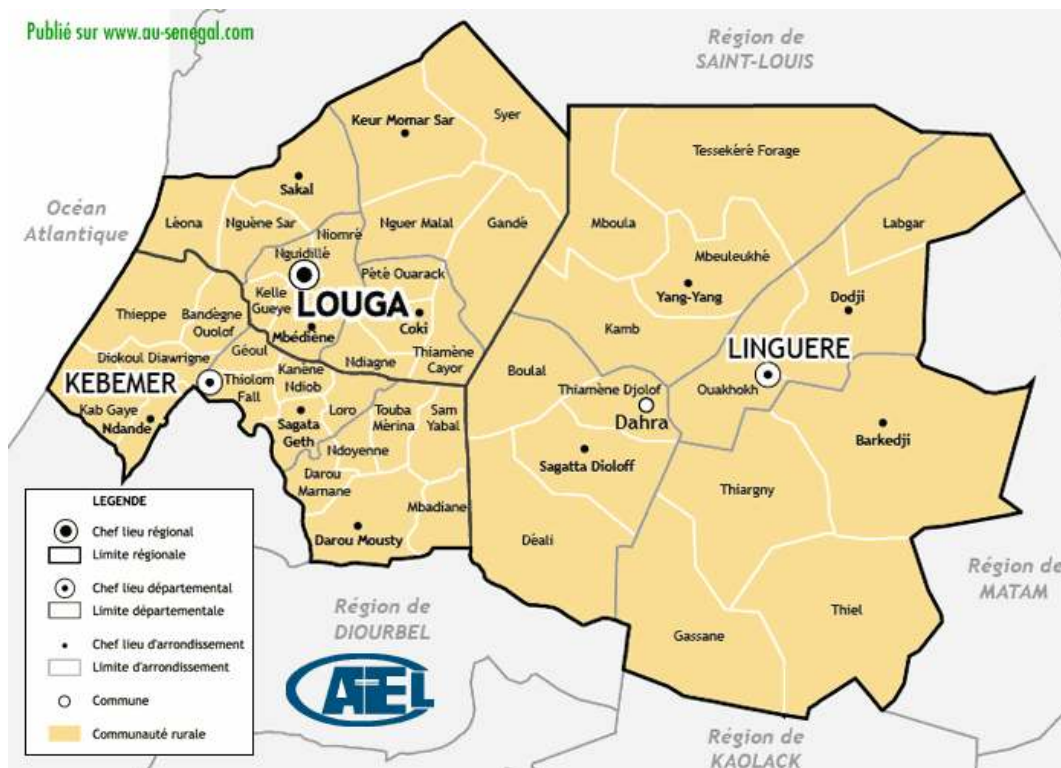 Publié sur www.au-senegal.com
Région de
SAINT-LOUIS
Océan
Atlantique
Keur Momar Sar
Syer
Sakal
Léona
Nguène Sar
Niomré
Nguer Malal
Gandé
Nguidillé
Pété Ouarack
Kelle
Gueye
LOUGA
Coki
Mbédiène
Thieppe
Bandègne
Ouolof
Géoul
Ndiagne
Thiamène
Cayor
Diokoul Diawrigne
KEBEMER
Thiolom
Fall
Kanène
Ndiob
Kab Gaye
Ndande
Sagata
Geth
Loro
Touba
Mérina
Sam
Yabal
Ndoyenne
Darou
Marnane
Mbadiane
Darou Mousty
Tessekéré Forage
Mboula
Labgar
Mbeuleukhé
Yang-Yang
Dodji
Kamb
LINGUERE
Boulal
Thiamène Djolof
Ouakhokh
Dahra
Barkedji
Sagatta Dioloff
Thiargny
Déali
Thiel
Gassane
Région de
MATAM
Région de
DIOURBEL
Région de
KAOLACK
AIEL
LEGENDE
Chef lieu régional
Limite régionale
Chef lieu départemental
Limite départementale
Chef lieu d'arrondissement
Limite d'arrondissement
Commune
Communauté rurale